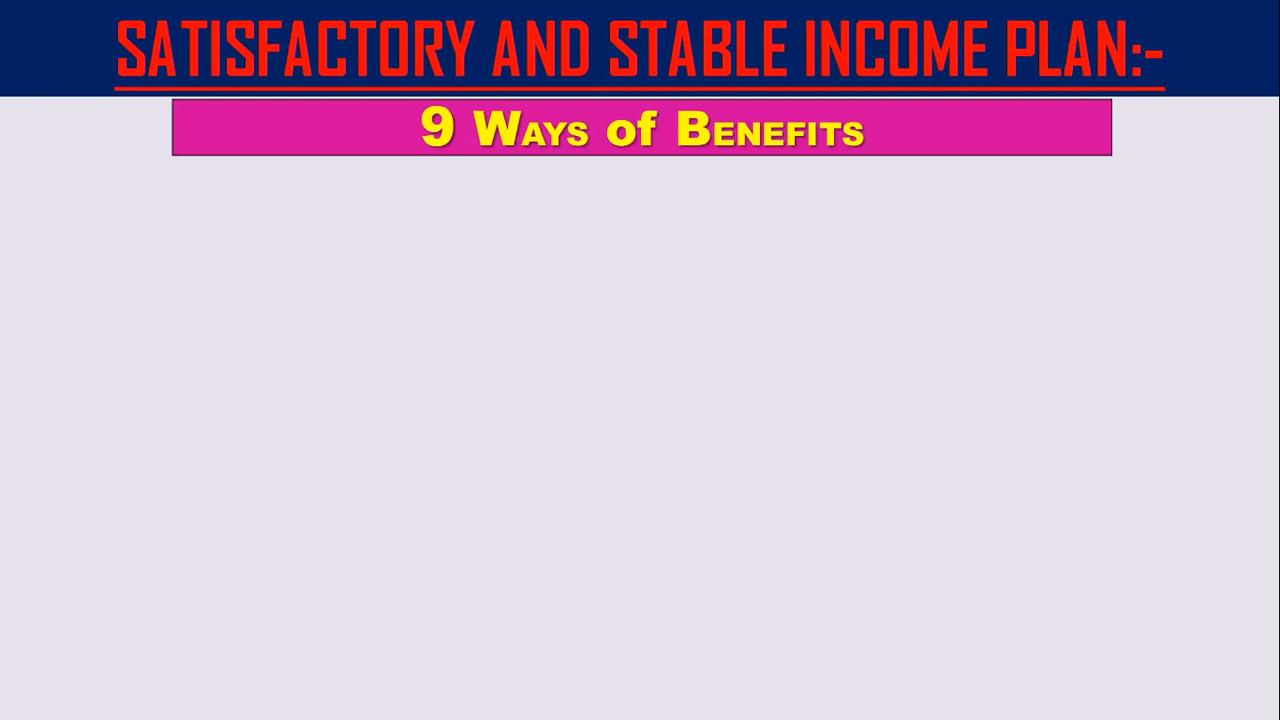 SATISFACTORY AND STABLE INCOME PLAN:-
9 Ways of Benefits